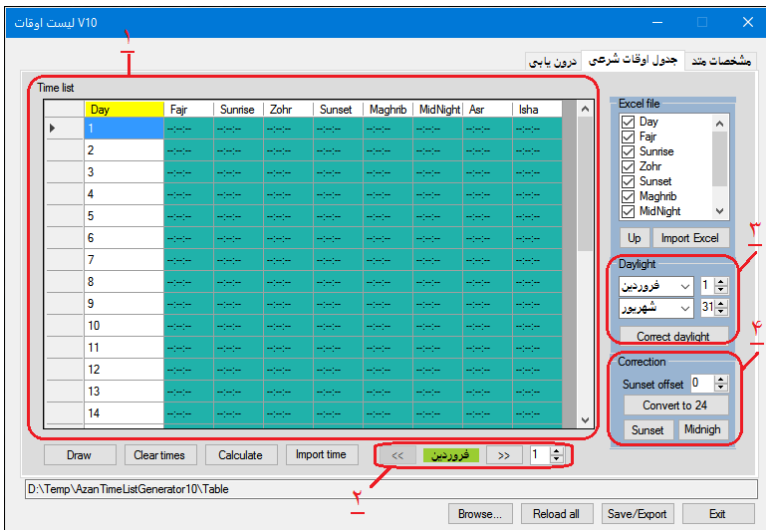 لیست اوقات V10
مشخصات متد جدول اوقات شرعی درون یابی
۱
Time list
Day Fajr Sunrise Zohr Sunset Maghrib MidNight Asr Isha
1 --:--:-- --:--:-- --:--:-- --:--:-- --:--:-- --:--:-- --:--:-- --:--:--
2 --:--:-- --:--:-- --:--:-- --:--:-- --:--:-- --:--:-- --:--:-- --:--:--
3 --:--:-- --:--:-- --:--:-- --:--:-- --:--:-- --:--:-- --:--:-- --:--:--
4 --:--:-- --:--:-- --:--:-- --:--:-- --:--:-- --:--:-- --:--:-- --:--:--
5 --:--:-- --:--:-- --:--:-- --:--:-- --:--:-- --:--:-- --:--:-- --:--:--
6 --:--:-- --:--:-- --:--:-- --:--:-- --:--:-- --:--:-- --:--:-- --:--:--
7 --:--:-- --:--:-- --:--:-- --:--:-- --:--:-- --:--:-- --:--:-- --:--:--
8 --:--:-- --:--:-- --:--:-- --:--:-- --:--:-- --:--:-- --:--:-- --:--:--
9 --:--:-- --:--:-- --:--:-- --:--:-- --:--:-- --:--:-- --:--:-- --:--:--
10 --:--:-- --:--:-- --:--:-- --:--:-- --:--:-- --:--:-- --:--:-- --:--:--
11 --:--:-- --:--:-- --:--:-- --:--:-- --:--:-- --:--:-- --:--:-- --:--:--
12 --:--:-- --:--:-- --:--:-- --:--:-- --:--:-- --:--:-- --:--:-- --:--:--
13 --:--:-- --:--:-- --:--:-- --:--:-- --:--:-- --:--:-- --:--:-- --:--:--
14 --:--:-- --:--:-- --:--:-- --:--:-- --:--:-- --:--:-- --:--:-- --:--:--
Excel file
Day
Fajr
Sunrise
Zohr
Sunset
Maghrib
MidNight
Up Import Excel
۳
Daylight
فروردین 1
شهریور 31
Correct daylight
۴
Correction
Sunset offset 0
Convert to 24
Sunset Midnigh
Draw Clear times Calculate Import time << فروردین >> 1
۲
D:\Temp\AzanTimeListGenerator10\Table
Browse... Reload all Save/Export Exit